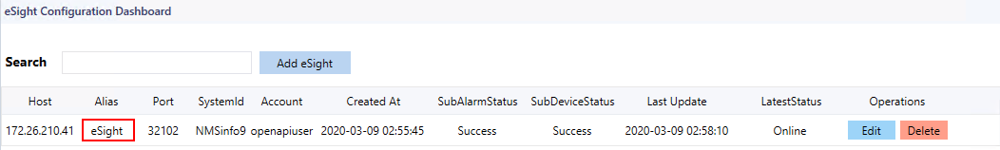 eSight Configuration Dashboard
Search Add eSight
Host Alias Port SystemId Account Created At SubAlarmStatus SubDeviceStatus Last Update LatestStatus Operations
172.26.210.41 eSight 32102 NMSinfo9 openapiuser 2020-03-09 02:55:45 Success Success 2020-03-09 02:58:10 Online Edit Delete